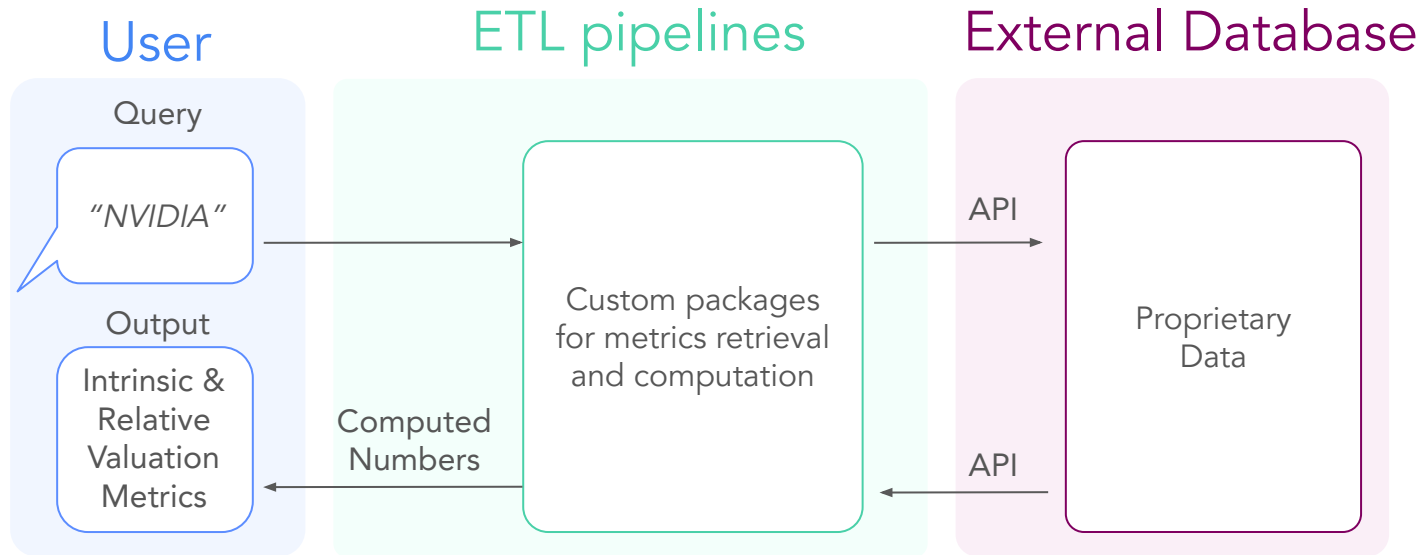 User
ETL pipelines
External Database
Query
“NVIDIA”
Output
Intrinsic &
Relative
Valuation
Metrics
Computed
Numbers
Custom packages
for metrics retrieval
and computation
API
API
Proprietary
Data